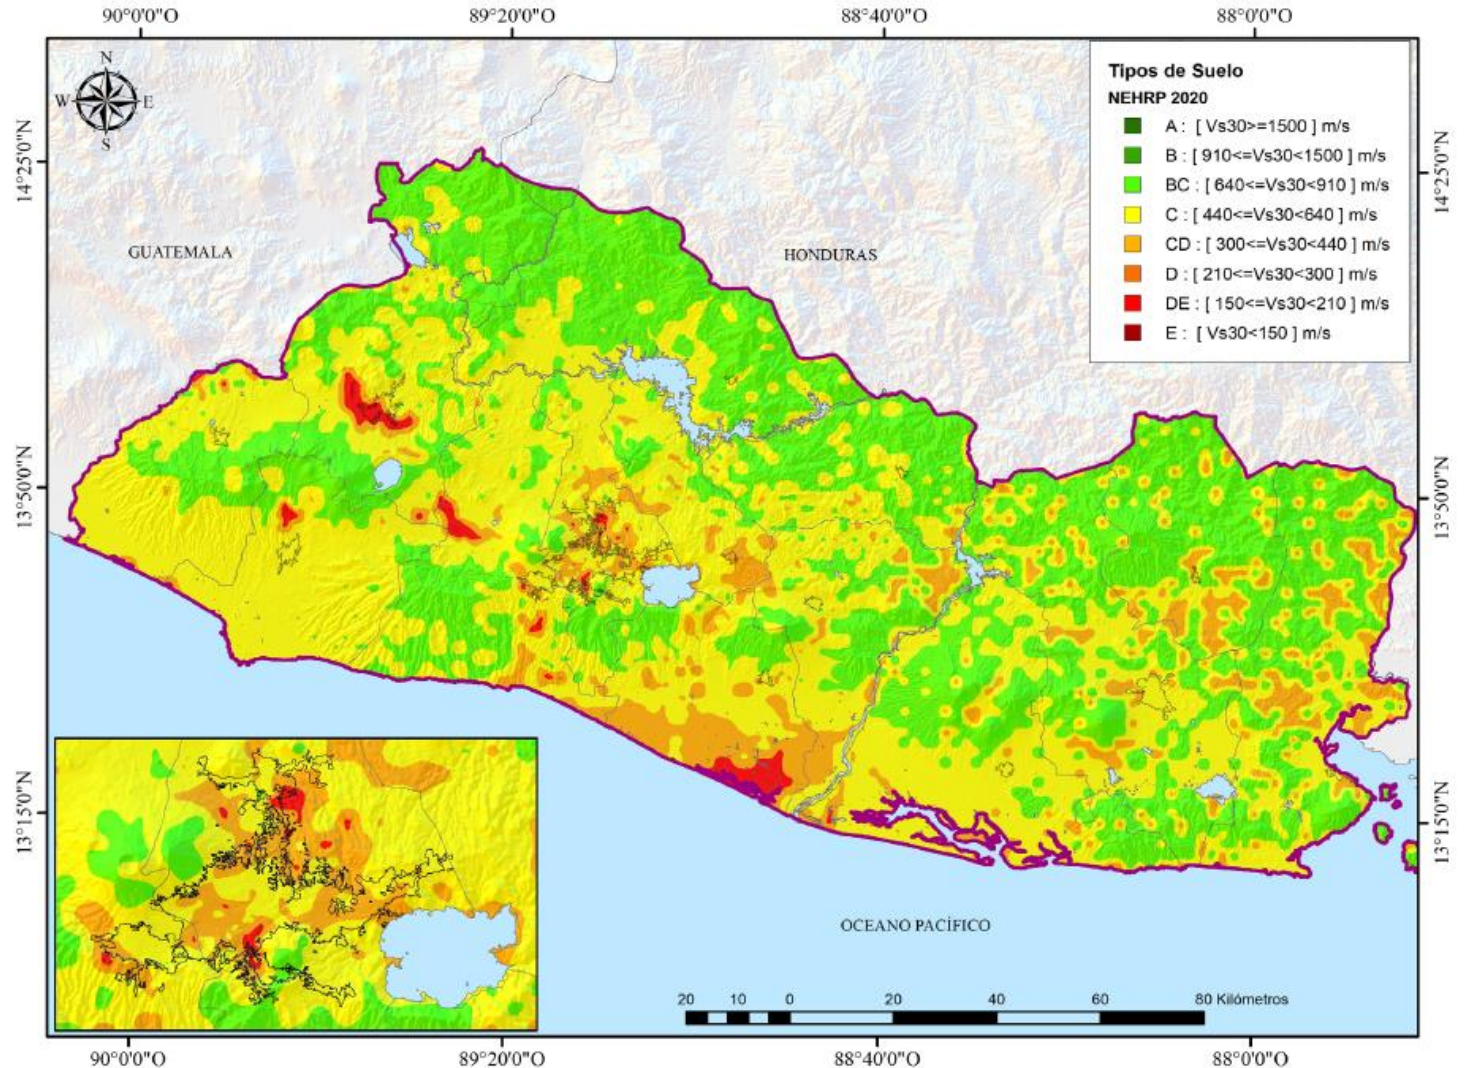 90°0'0"O 89°20'0"O 88°40'0"O 88°0'0"O
N
W E
S
14°25'0"N
13°50'0"N
13°15'0"N
GUATEMALA
HONDURAS
Tipos de Suelo
NEHRP 2020
A : [ Vs30>=1500 ] m/s
B : [ 910<=Vs30<1500 ] m/s
BC : [ 640<=Vs30<910 ] m/s
C : [ 440<=Vs30<640 ] m/s
CD : [ 300<=Vs30<440 ] m/s
D : [ 210<=Vs30<300 ] m/s
DE : [ 150<=Vs30<210 ] m/s
E : [ Vs30<150 ] m/s
14°25'0"N
13°50'0"N
13°15'0"N
OCEANO PACÍFICO
20 10 0 20 40 60 80 Kilómetros
90°0'0"O 89°20'0"O 88°40'0"O 88°0'0"O